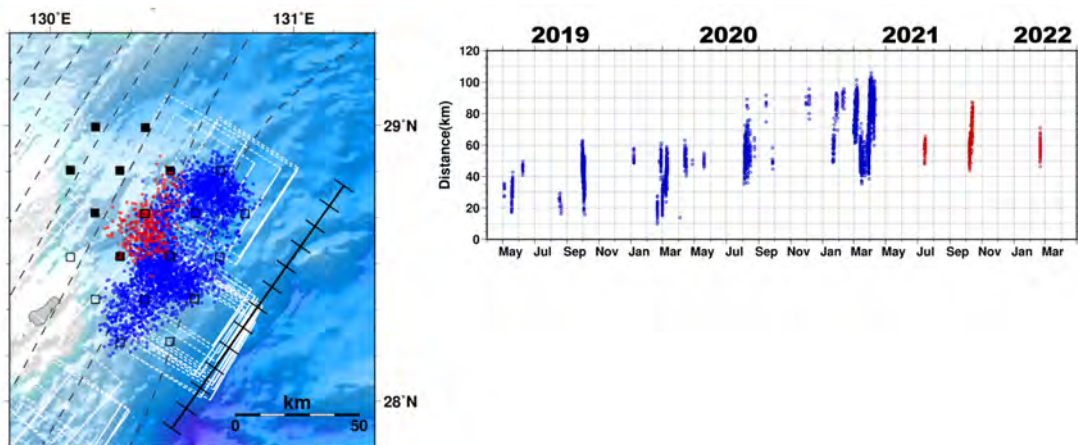 130°E 131°E
29°N
28°N
km
0 50
2019 2020 2021 2022
Distance(km)
120
100
80
60
40
20
0
May Jul Sep Nov Jan Mar May Jul Sep Nov Jan Mar May Jul Sep Nov Jan Mar